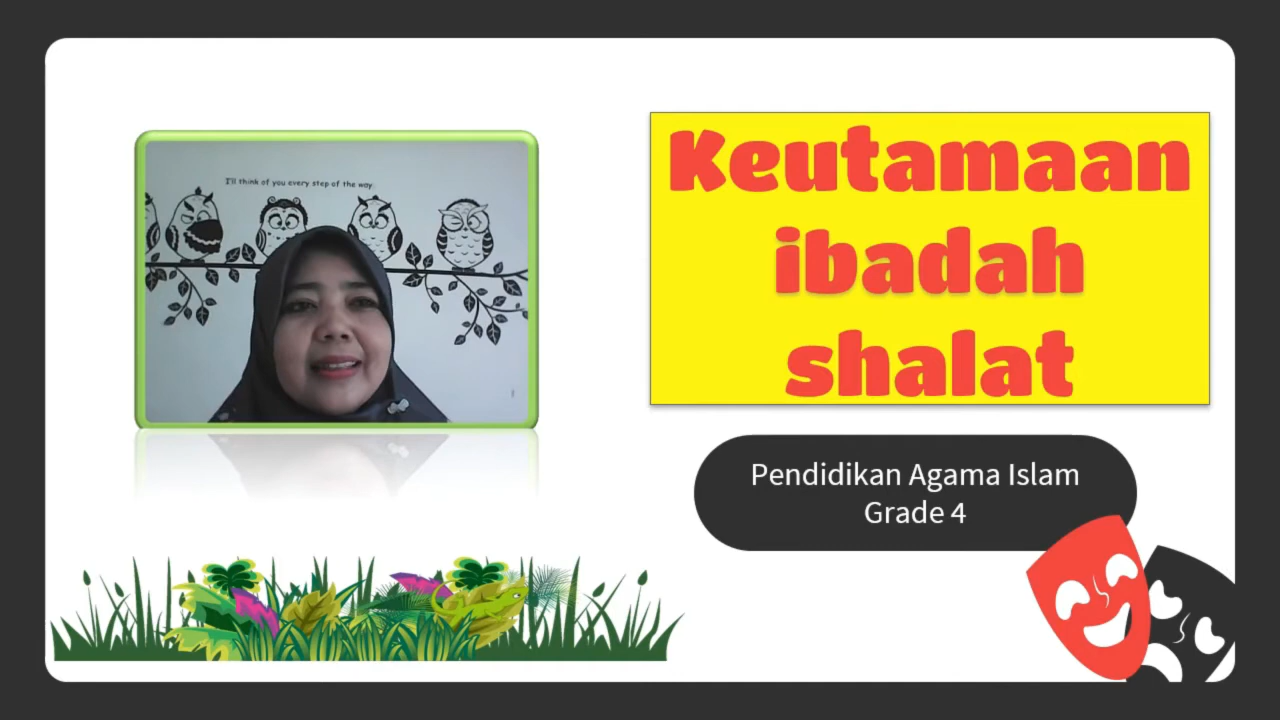 I'll think of you every step of the way.
Keutamaan
ibadah
shalat
Pendidikan Agama Islam
Grade 4